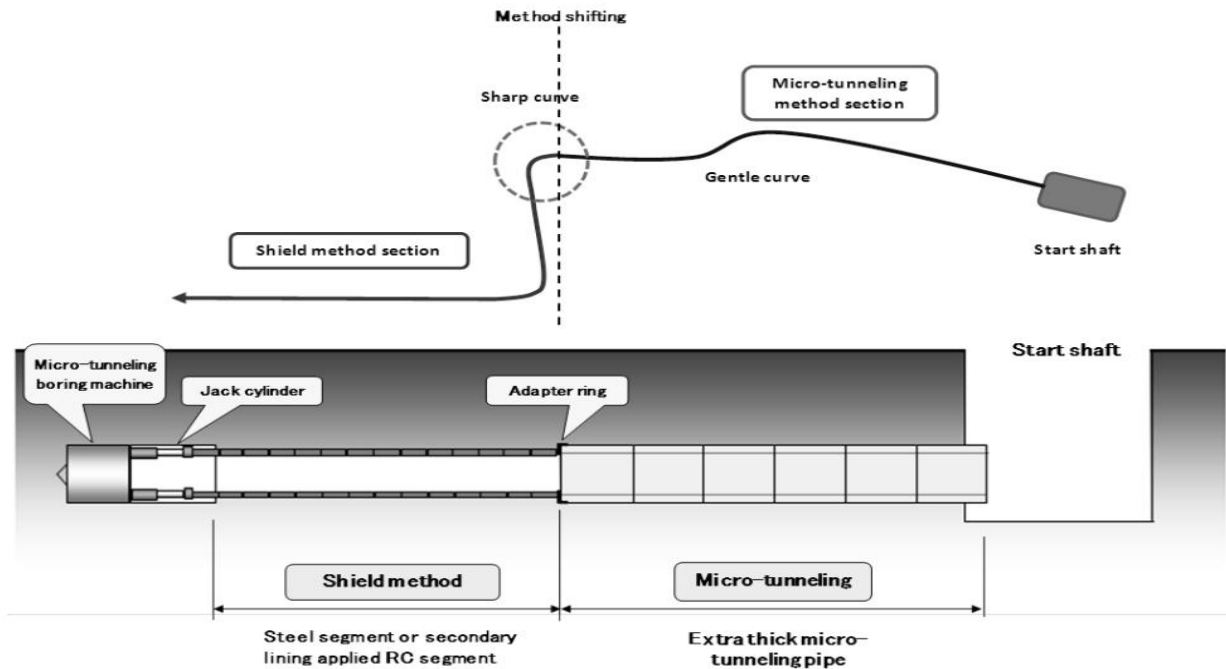 Method shifting
Sharp curve
Micro-tunneling
method section
Gentle curve
Shield method section
Start shaft
Start shaft
Micro-tunneling
boring machine
Jack cylinder
Adapter ring
Shield method
Micro-tunneling
Steel segment or secondary
lining applied RC segment
Extra thick micro-
tunneling pipe